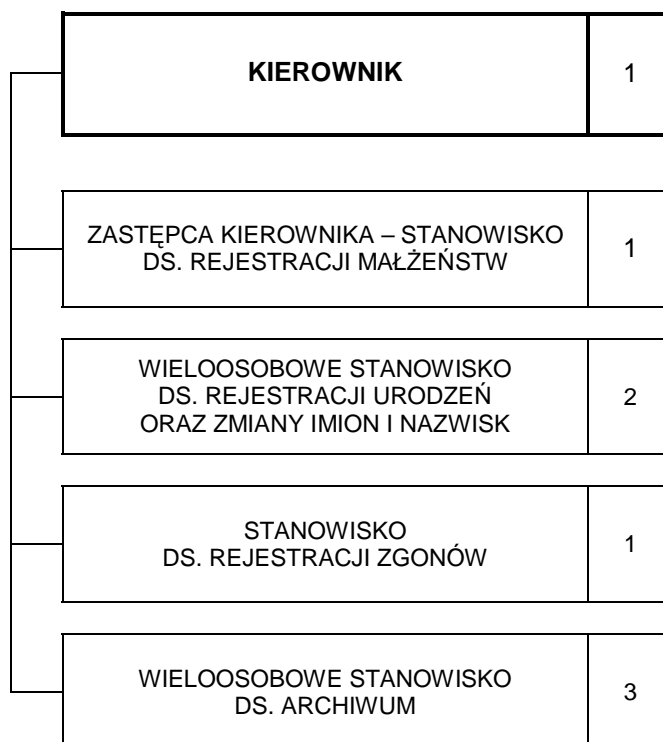 KIEROWNIK
1
ZASTĘPCA KIEROWNIKA – STANOWISKO
DS. REJESTRACJI MAŁŻEŃSTW
1
WIELOOSOBOWE STANOWISKO
DS. REJESTRACJI URODZEŃ
ORAZ ZMIANY IMION I NAZWISK
2
STANOWISKO
DS. REJESTRACJI ZGONÓW
1
WIELOOSOBOWE STANOWISKO
DS. ARCHIWUM
3